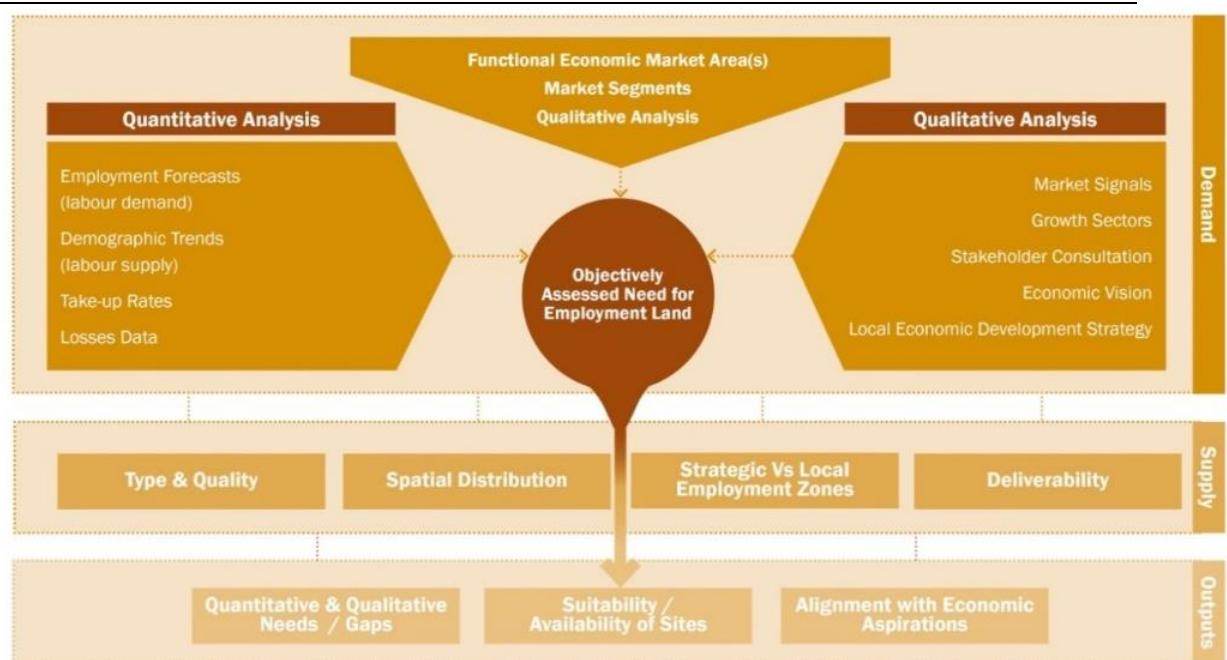 Functional Economic Market Area(s)
Market Segments
Qualitative Analysis
Quantitative Analysis
Employment Forecasts
(labour demand)
Demographic Trends
(labour supply)
Take-up Rates
Losses Data
Objectively
Assessed Need for
Employment Land
Qualitative Analysis
Market Signals
Growth Sectors
Stakeholder Consultation
Economic Vision
Local Economic Development Strategy
Demand
Type & Quality
Spatial Distribution
Strategic Vs Local
Employment Zones
Deliverability
Supply
Quantitative & Qualitative
Needs / Gaps
Suitability /
Availability of Sites
Alignment with Economic
Aspirations
Outputs